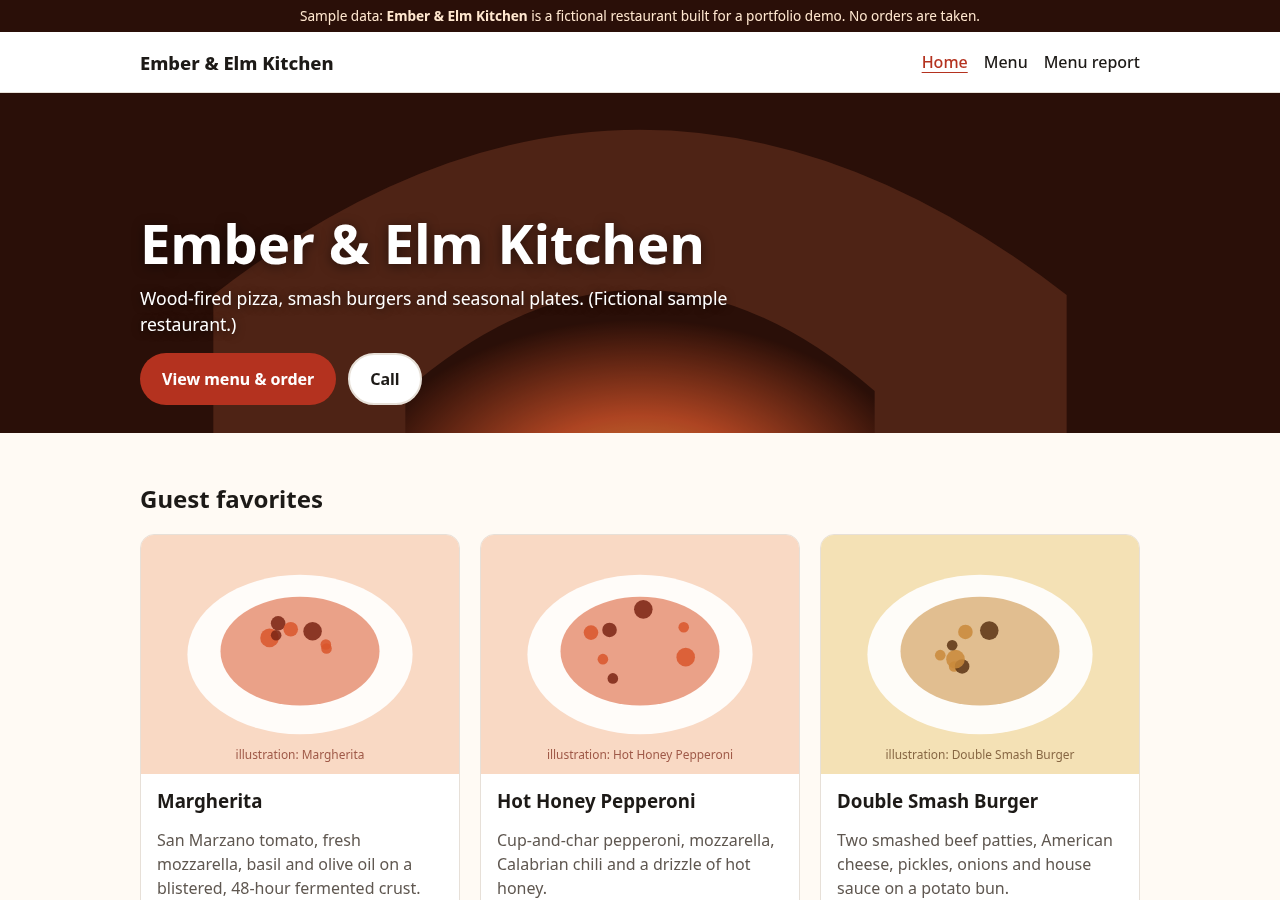 Sample data: Ember & Elm Kitchen is a fictional restaurant built for a portfolio demo. No orders are taken.
Ember & Elm Kitchen
Home Menu Menu report
Ember & Elm Kitchen
Wood-fired pizza, smash burgers and seasonal plates. (Fictional sample
restaurant.)
View menu & order Call
Guest favorites
illustration: Margherita
Margherita
San Marzano tomato, fresh
mozzarella, basil and olive oil on a
blistered, 48-hour fermented crust.
illustration: Hot Honey Pepperoni
Hot Honey Pepperoni
Cup-and-char pepperoni, mozzarella,
Calabrian chili and a drizzle of hot
honey.
illustration: Double Smash Burger
Double Smash Burger
Two smashed beef patties, American
cheese, pickles, onions and house
sauce on a potato bun.